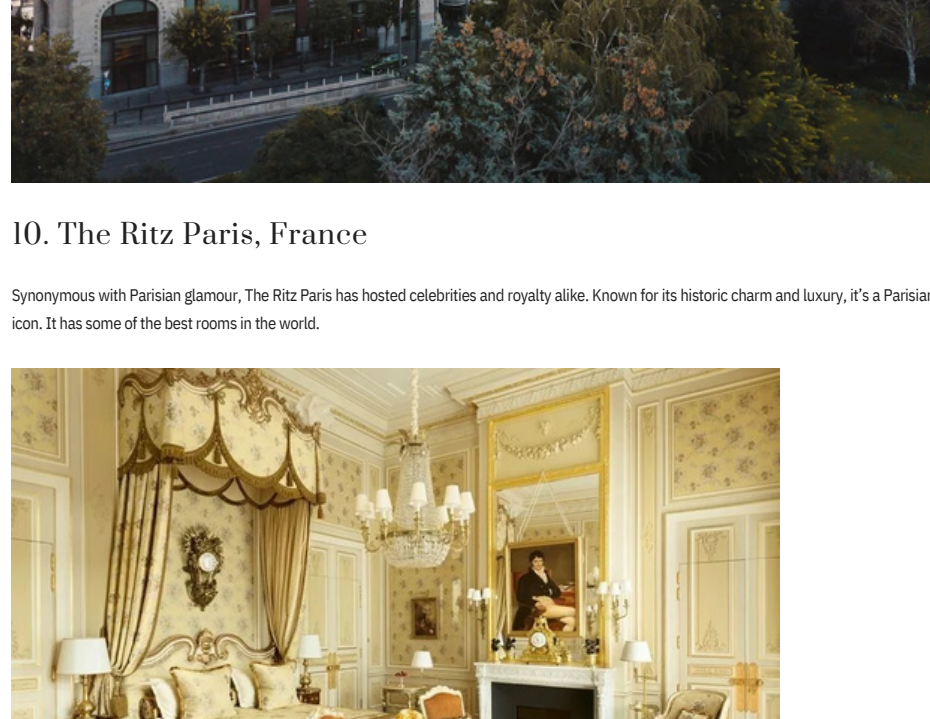 10. The Ritz Paris, France
Synonymous with Parisian glamour, The Ritz Paris has hosted celebrities and royalty alike. Known for its historic charm and luxury, it’s a Parisian
icon. It has some of the best rooms in the world.